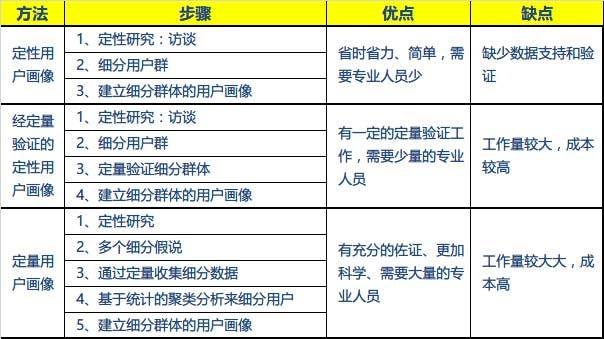 方法 步骤 优点 缺点
定性用
户画像
1、定性研究：访谈
2、细分用户群
3、建立细分群体的用户画像
省时省力、简单，需
要专业人员少
缺少数据支持和验
证
经定量
验证的
定性用
户画像
1、定性研究：访谈
2、细分用户群
3、定量验证细分群体
4、建立细分群体的用户画像
有一定的定量验证工
作，需要少量的专业
人员
工作量较大，成本
较高
定量用
户画像
1、定性研究
2、多个细分假说
3、通过定量收集细分数据
4、基于统计的聚类分析来细分用户
5、建立细分群体的用户画像
有充分的佐证、更加
科学、需要大量的专
业人员
工作量较大大，成
本高